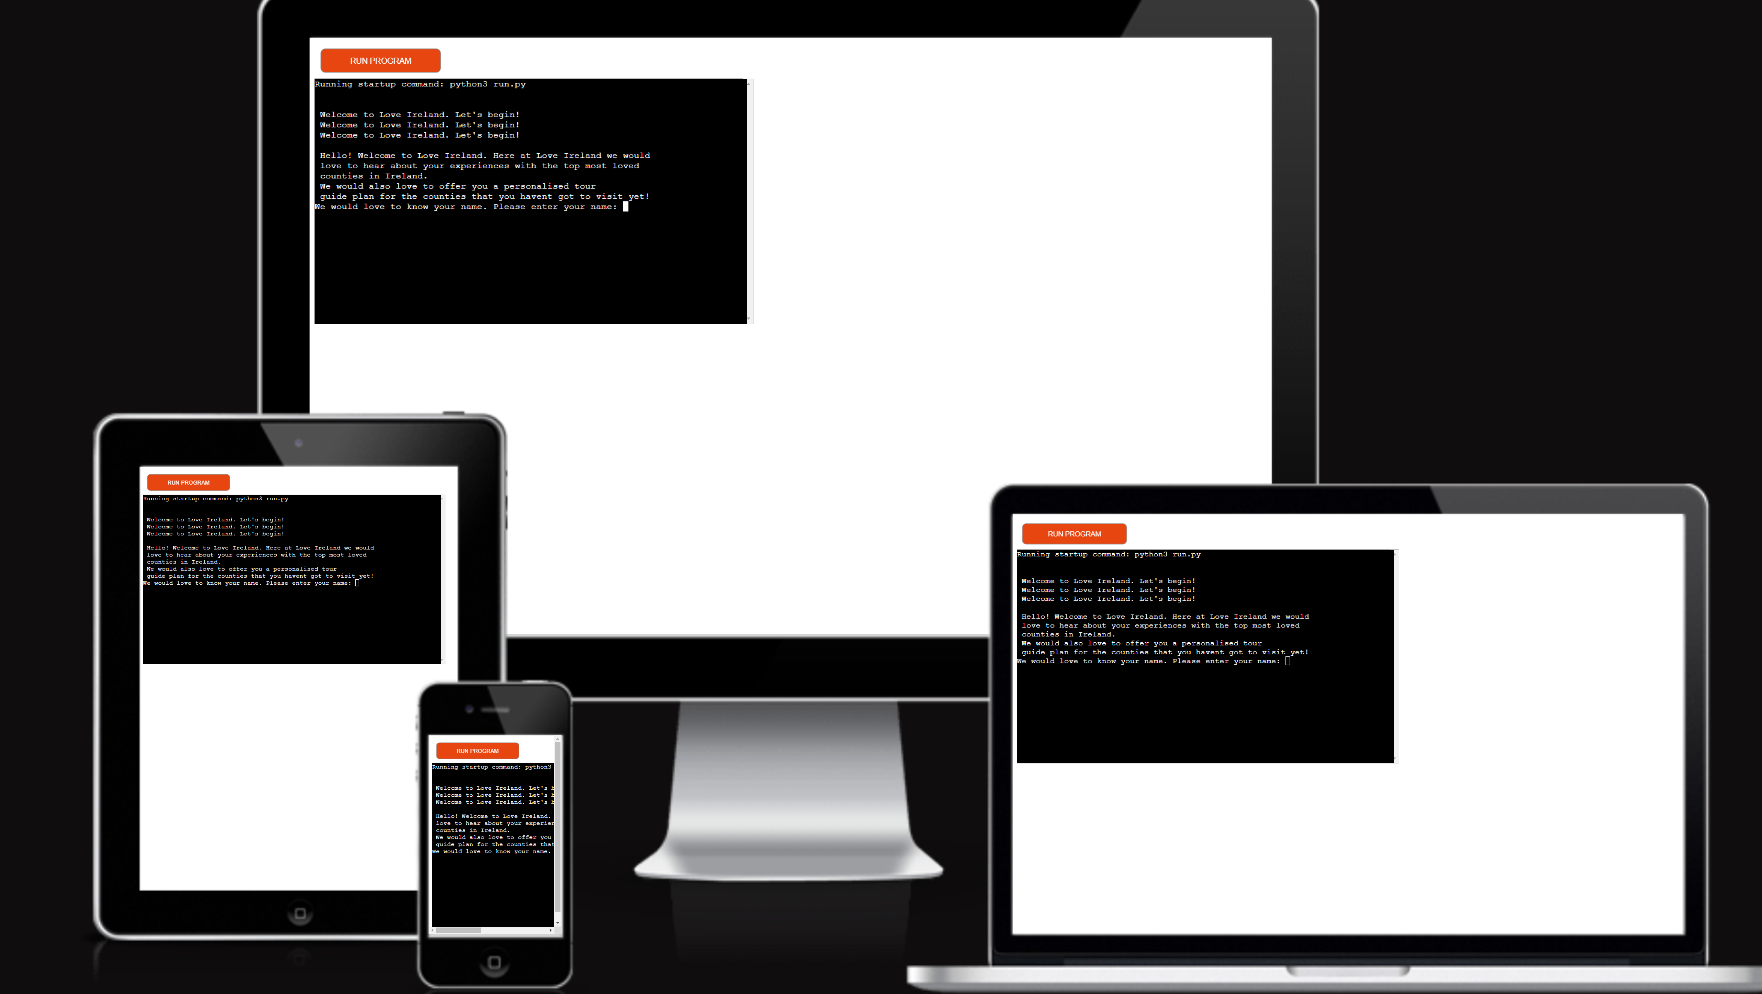 RUN PROGRAM
Running startup command: python3 run.py
Welcome to Love Ireland. Let's begin!
Welcome to Love Ireland. Let's begin!
Welcome to Love Ireland. Let's begin!
Hello! Welcome to Love Ireland. Here at Love Ireland we would
love to hear about your experiences with the top most loved
counties in Ireland.
We would also love to offer you a personalised tour
guide plan for the counties that you havent got to visit yet!
We would love to know your name. Please enter your name:
RUN PROGRAM
Running startup command: python3 run.py
Welcome to Love Ireland. Let's begin!
Welcome to Love Ireland. Let's begin!
Welcome to Love Ireland. Let's begin!
Hello! Welcome to Love Ireland. Here at Love Ireland we would
love to hear about your experiences with the top most loved
counties in Ireland.
We would also love to offer you a personalised tour
guide plan for the counties that you havent got to visit yet!
We would love to know your name. Please enter your name:
RUN PROGRAM
Running startup command: python3
Welcome to Love Ireland. Let's b
Welcome to Love Ireland. Let's b
Welcome to Love Ireland. Let's b
Hello! Welcome to Love Ireland.
love to hear about your experien
counties in Ireland.
We would also love to offer you
guide plan for the counties that
We would love to know your name.
RUN PROGRAM
Running startup command: python3 run.py
Welcome to Love Ireland. Let's begin!
Welcome to Love Ireland. Let's begin!
Welcome to Love Ireland. Let's begin!
Hello! Welcome to Love Ireland. Here at Love Ireland we would
love to hear about your experiences with the top most loved
counties in Ireland.
We would also love to offer you a personalised tour
guide plan for the counties that you havent got to visit yet!
We would love to know your name. Please enter your name: